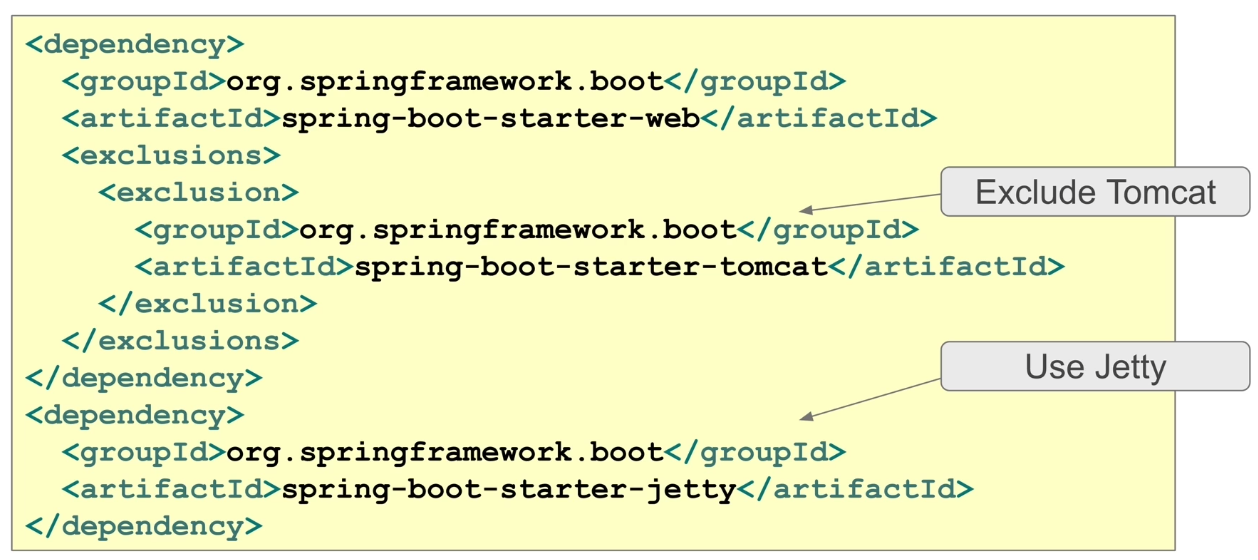 <dependency>
  <groupId>org.springframework.boot</groupId>
  <artifactId>spring-boot-starter-web</artifactId>
  <exclusions>
    <exclusion>
Exclude Tomcat
      <groupId>org.springframework.boot</groupId>
      <artifactId>spring-boot-starter-tomcat</artifactId>
    </exclusion>
  </exclusions>
</dependency>
Use Jetty
<dependency>
  <groupId>org.springframework.boot</groupId>
  <artifactId>spring-boot-starter-jetty</artifactId>
</dependency>